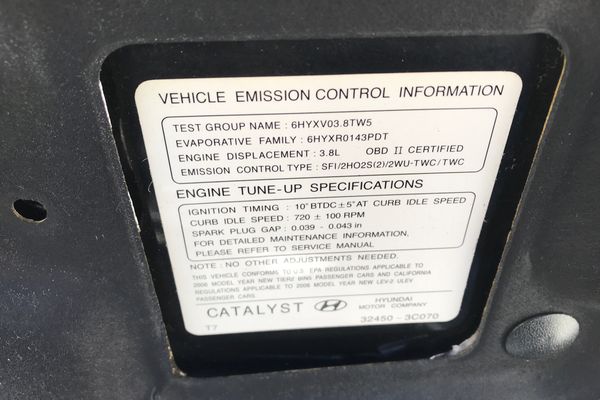 VEHICLE EMISSION CONTROL INFORMATION
TEST GROUP NAME : 6HYXV03.8TW5
EVAPORATIVE FAMILY : 6HYXR0143PDT
ENGINE DISPLACEMENT : 3.8L OBD II CERTIFIED
EMISSION CONTROL TYPE : SFI/2HO2S(2)/2WU-TWC/TWC
ENGINE TUNE-UP SPECIFICATIONS
IGNITION TIMING : 10°BTDC±5°AT CURB IDLE SPEED
CURB IDLE SPEED : 720 ± 100 RPM
SPARK PLUG GAP : 0.039 - 0.043 in
FOR DETAILED MAINTENANCE INFORMATION,
PLEASE REFER TO SERVICE MANUAL
NOTE : NO OTHER ADJUSTMENTS NEEDED.
THIS VEHICLE CONFORMS TO U.S. EPA REGULATIONS APPLICABLE TO
2006 MODEL YEAR NEW TIER2 BIN5 PASSENGER CARS AND CALIFORNIA
REGULATIONS APPLICABLE TO 2006 MODEL YEAR NEW LEV-2 ULEV
PASSENGER CARS
CATALYST HYUNDAI
MOTOR COMPANY
T7 32450 - 3C070